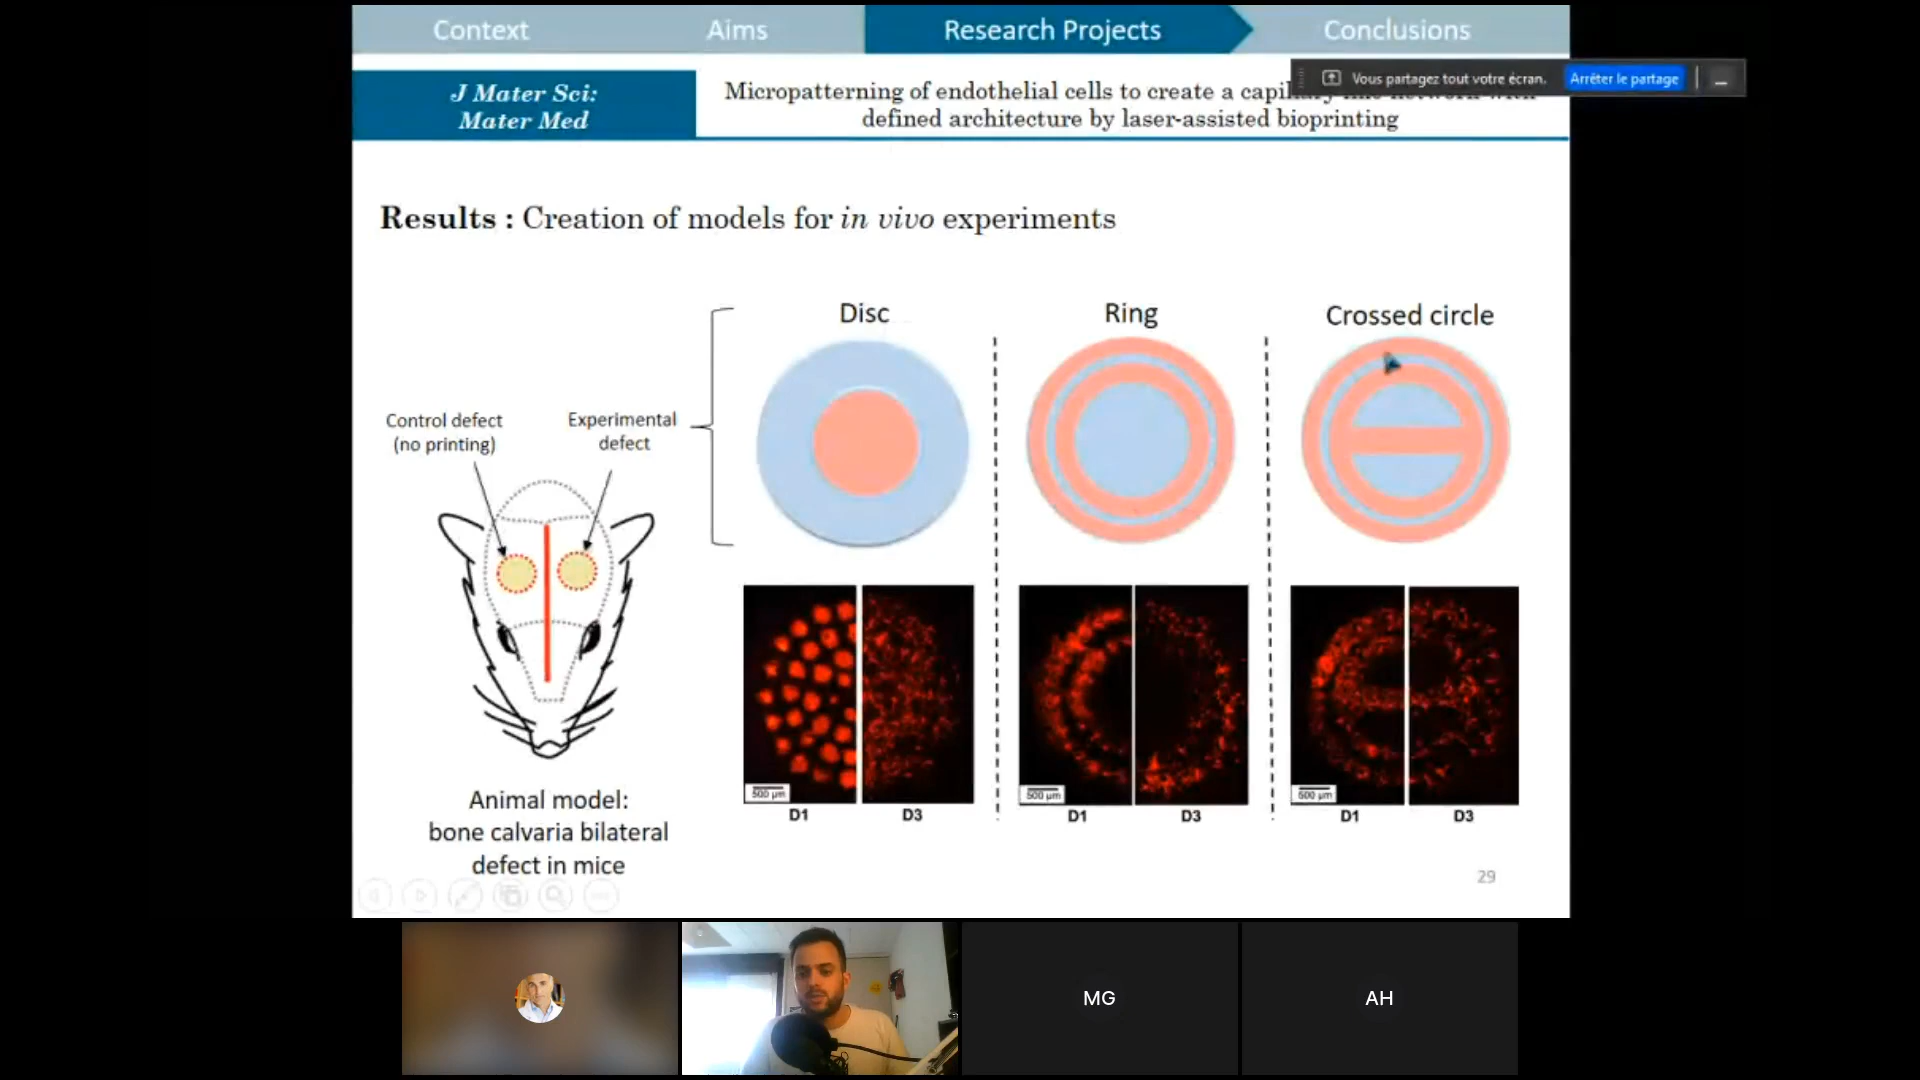 Context
Aims
Research Projects
Conclusions
J Mater Sci:
Mater Med
Micropatterning of endothelial cells to create a
defined architecture by laser-assisted bioprinting
Vous partagez tout votre écran.
Arrêter le partage
Results : Creation of models for in vivo experiments
Disc
Ring
Crossed circle
Control defect
(no printing)
Experimental
defect
Animal model:
bone calvaria bilateral
defect in mice
500 µm
D1
D3
500 µm
D1
D3
500 µm
D1
D3
29
MG
AH